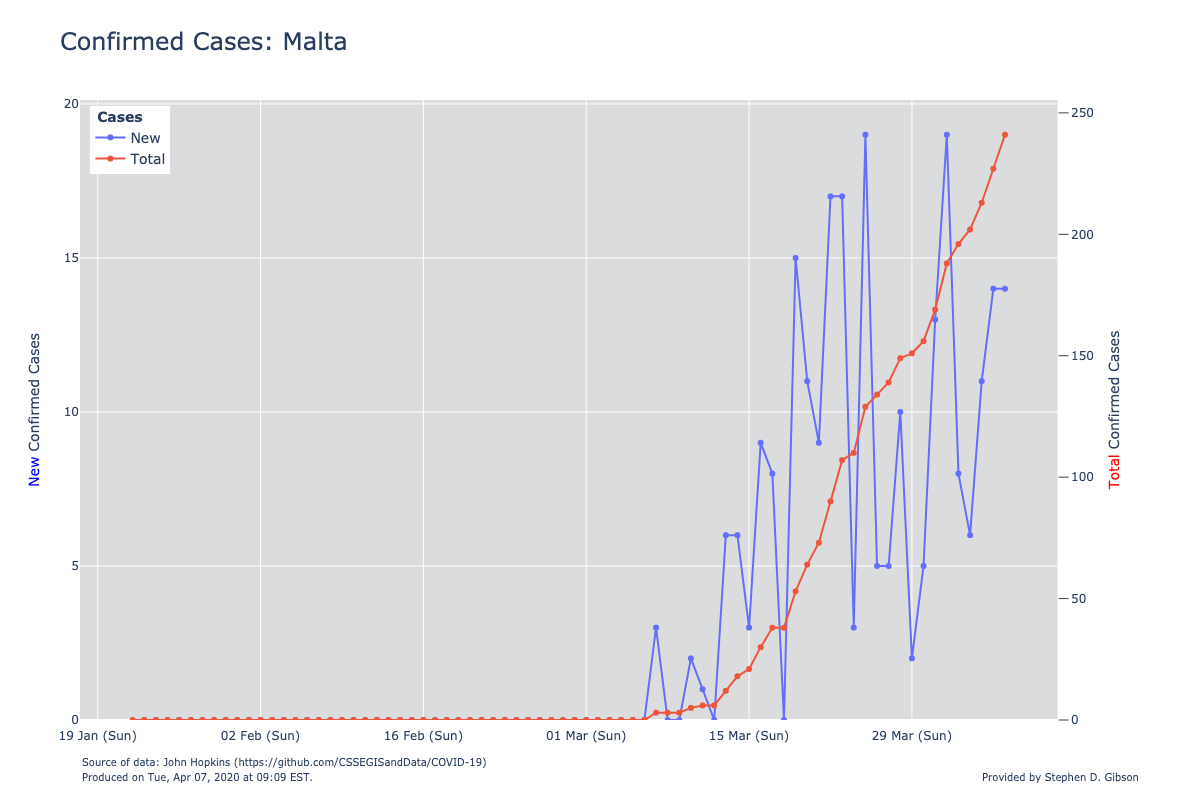 Confirmed Cases: Malta
Cases
New
Total
20
15
10
5
0
250
200
150
100
50
0
New Confirmed Cases
Total Confirmed Cases
19 Jan (Sun)
02 Feb (Sun)
16 Feb (Sun)
01 Mar (Sun)
15 Mar (Sun)
29 Mar (Sun)
Source of data: John Hopkins (https://github.com/CSSEGISandData/COVID-19)
Produced on Tue, Apr 07, 2020 at 09:09 EST.
Provided by Stephen D. Gibson